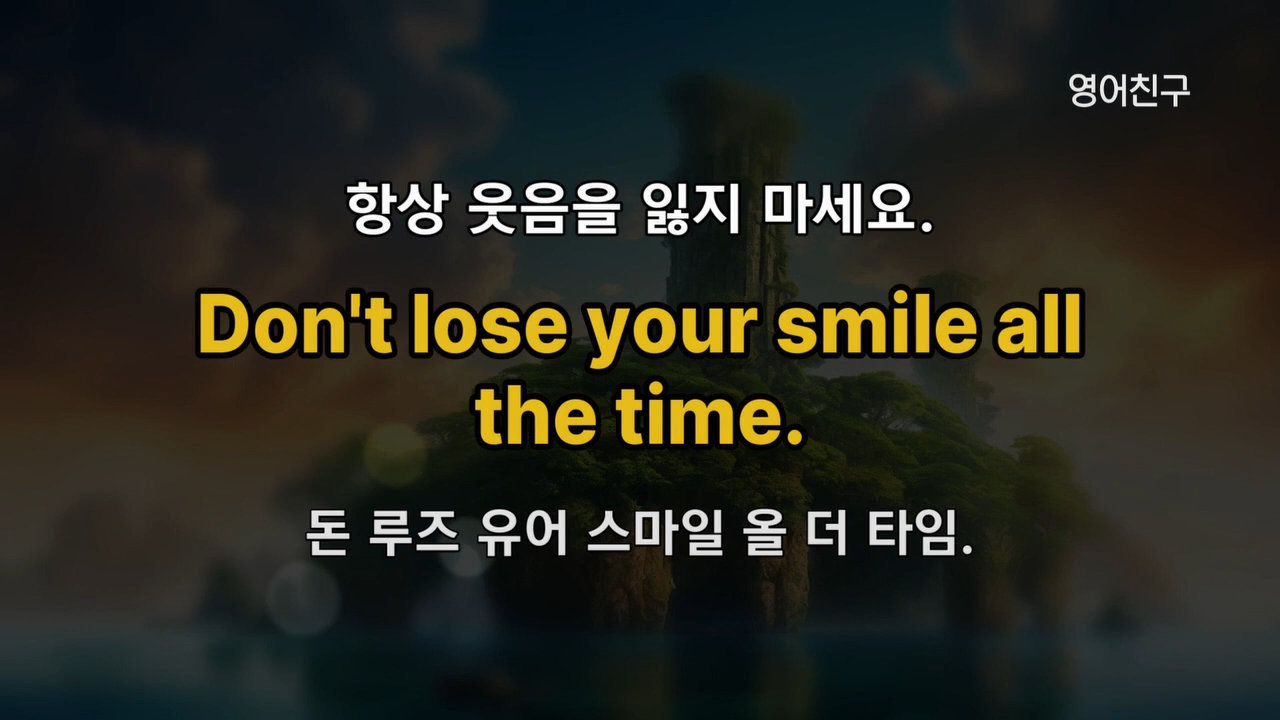 영어친구
항상 웃음을 잃지 마세요.
Don't lose your smile all
the time.
돈 루즈 유어 스마일 올 더 타임.